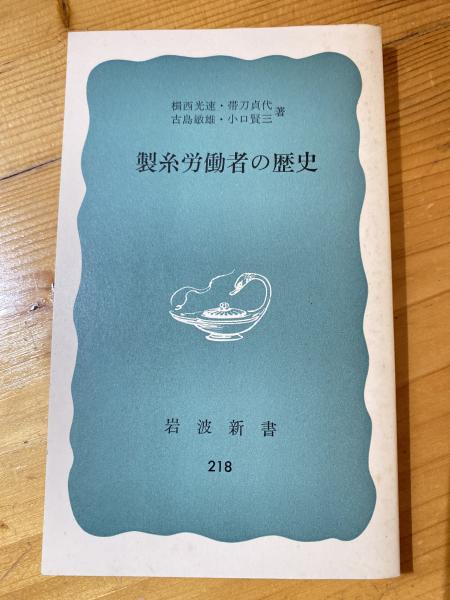 楫西光速・帯刀貞代
古島敏雄・小口賢三 著
製糸労働者の歴史
岩波新書
218